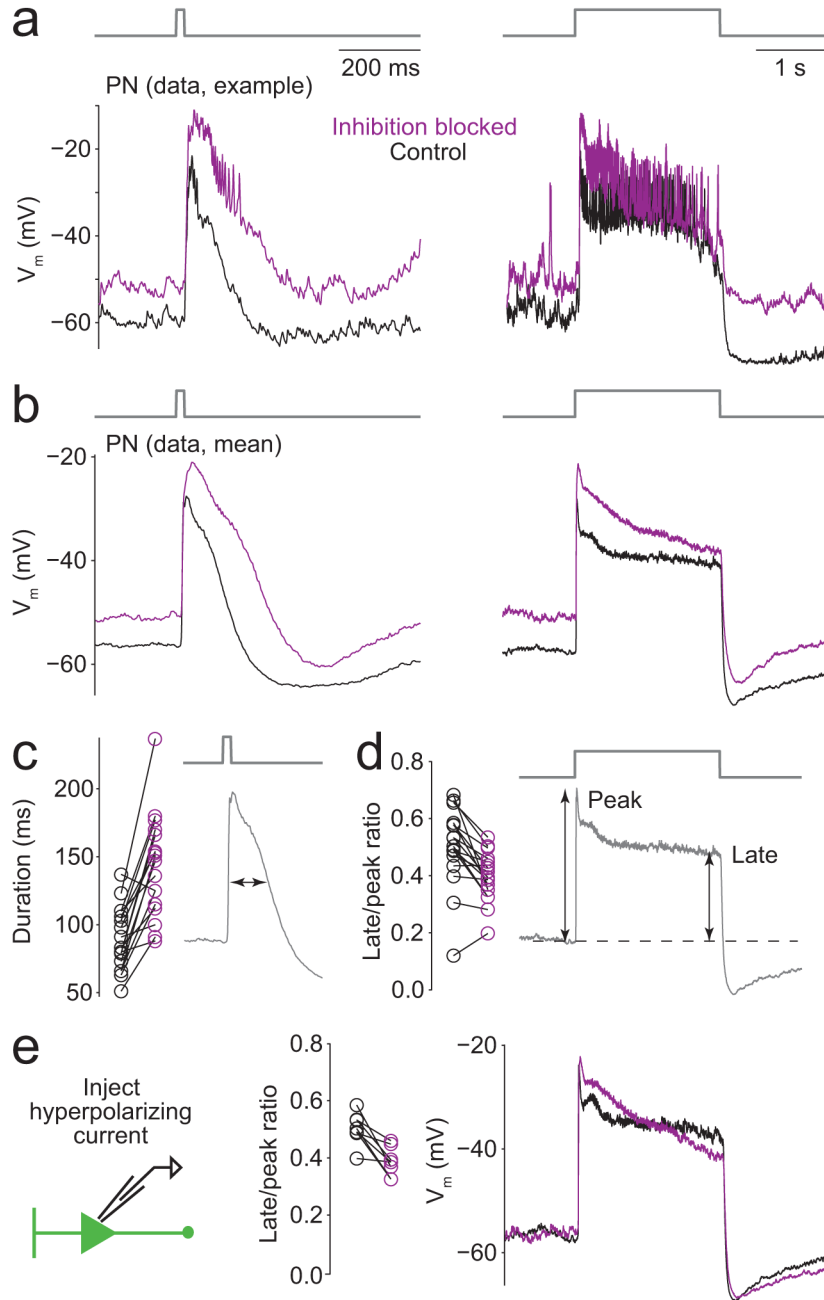 a
200 ms
1 s
PN (data, example)
Inhibition blocked
Control
−20
−40
−60
Vm (mV)
b
PN (data, mean)
−20
−40
−60
Vm (mV)
c
200
150
100
50
Duration (ms)
d
0.8
0.6
0.4
0.2
0.0
Late/peak ratio
Peak
Late
e
Inject
hyperpolarizing
current
0.8
0.6
0.4
0.2
0.0
Late/peak ratio
−20
−40
−60
Vm (mV)